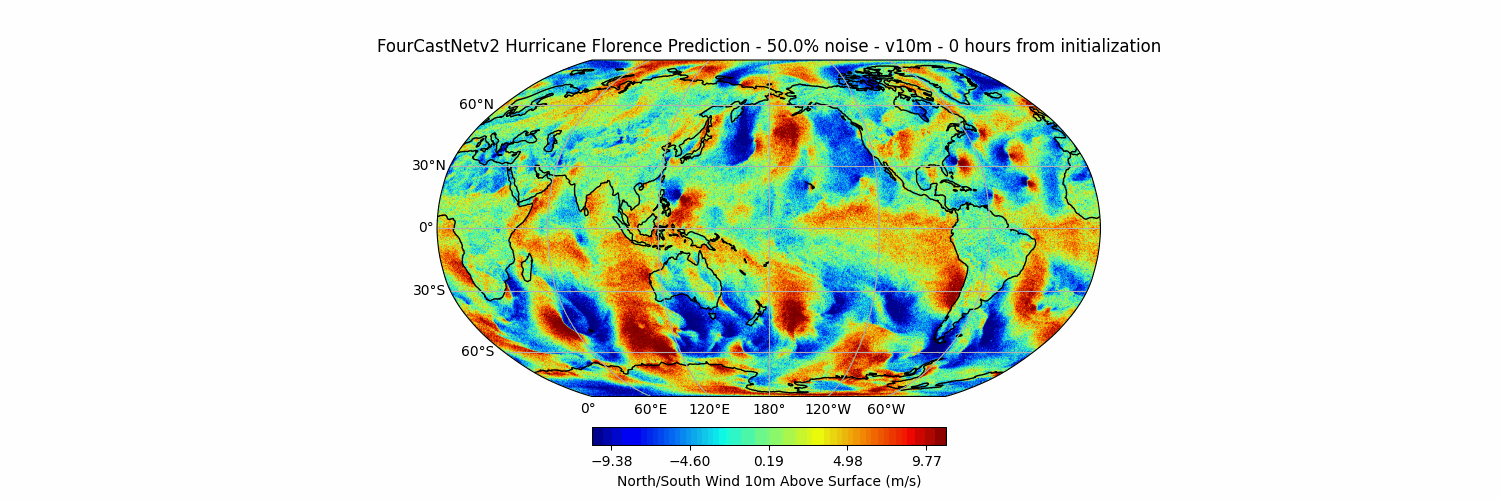 FourCastNetv2 Hurricane Florence Prediction - 50.0% noise - v10m - 0 hours from initialization
60°N
30°N
0°
30°S
60°S
0° 60°E 120°E 180° 120°W 60°W
−9.38 −4.60 0.19 4.98 9.77
North/South Wind 10m Above Surface (m/s)